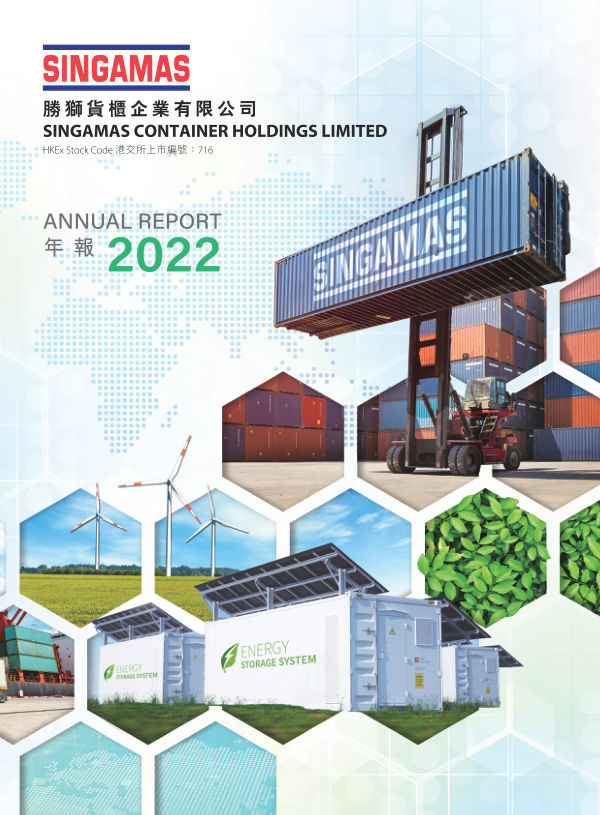 SINGAMAS
勝獅貨櫃企業有限公司
SINGAMAS CONTAINER HOLDINGS LIMITED
HKEx Stock Code 港交所上市編號：716
ANNUAL REPORT
年報 2022
SINGAMAS
ENERGY
STORAGE SYSTEM
ENERGY
STORAGE SYSTEM